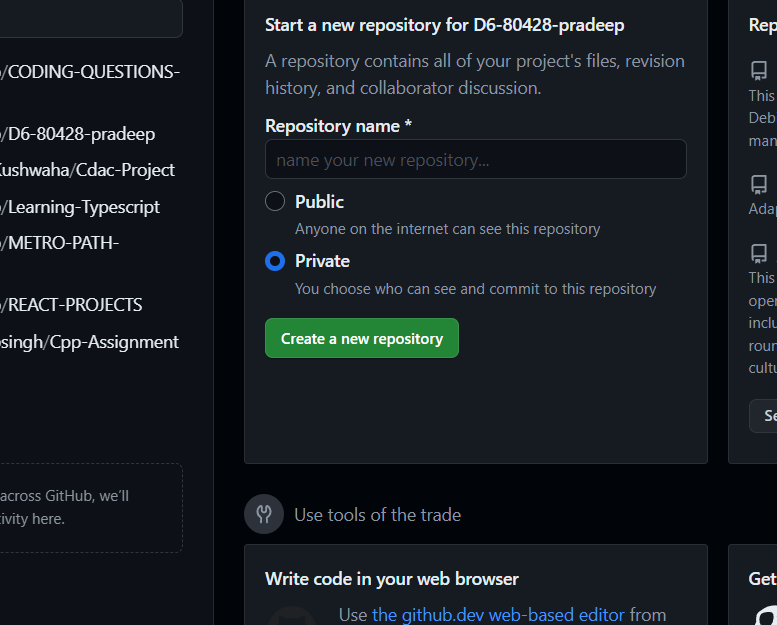 /CODING-QUESTIONS-
/D6-80428-pradeep
Kushwaha/Cdac-Project
/Learning-Typescript
/METRO-PATH-
/REACT-PROJECTS
singh/Cpp-Assignment
across GitHub, we'll
ivity here.
Start a new repository for D6-80428-pradeep
A repository contains all of your project's files, revision
history, and collaborator discussion.
Repository name *
name your new repository...
Public
Anyone on the internet can see this repository
Private
You choose who can see and commit to this repository
Create a new repository
Use tools of the trade
Write code in your web browser
Use the github.dev web-based editor from
Rep
This
Deb
man
Adap
This
oper
inclu
roun
cultu
Se
Get